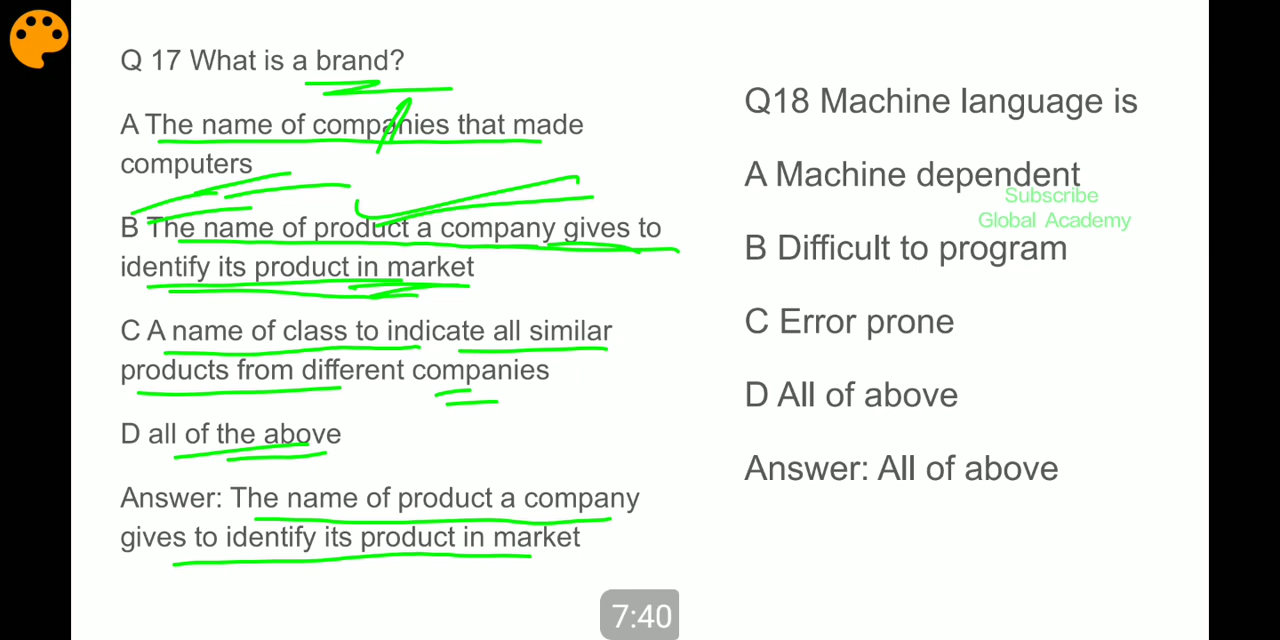 Q 17 What is a brand?
A The name of companies that made
computers
B The name of product a company gives to
identify its product in market
C A name of class to indicate all similar
products from different companies
D all of the above
Answer: The name of product a company
gives to identify its product in market
Q18 Machine language is
A Machine dependent
Subscribe
Global Academy
B Difficult to program
C Error prone
D All of above
Answer: All of above
7:40